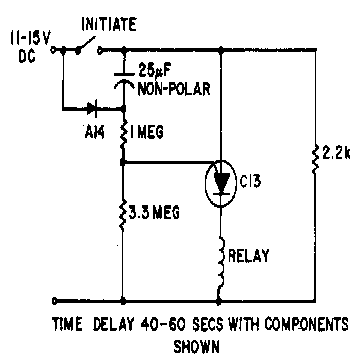 INITIATE
11-15V
DC
25µF
NON-POLAR
A14
1 MEG
C13
2.2k
3.3 MEG
RELAY
TIME DELAY 40-60 SECS WITH COMPONENTS
SHOWN